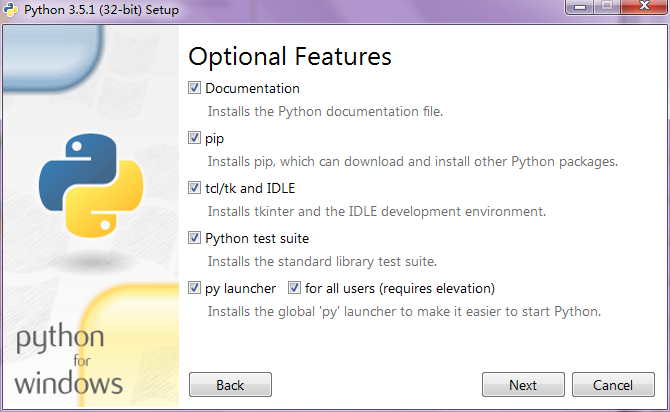 Python 3.5.1 (32-bit) Setup
Optional Features
Documentation
Installs the Python documentation file.
pip
Installs pip, which can download and install other Python packages.
tcl/tk and IDLE
Installs tkinter and the IDLE development environment.
Python test suite
Installs the standard library test suite.
py launcher for all users (requires elevation)
Installs the global 'py' launcher to make it easier to start Python.
python
for
windows
Back Next Cancel